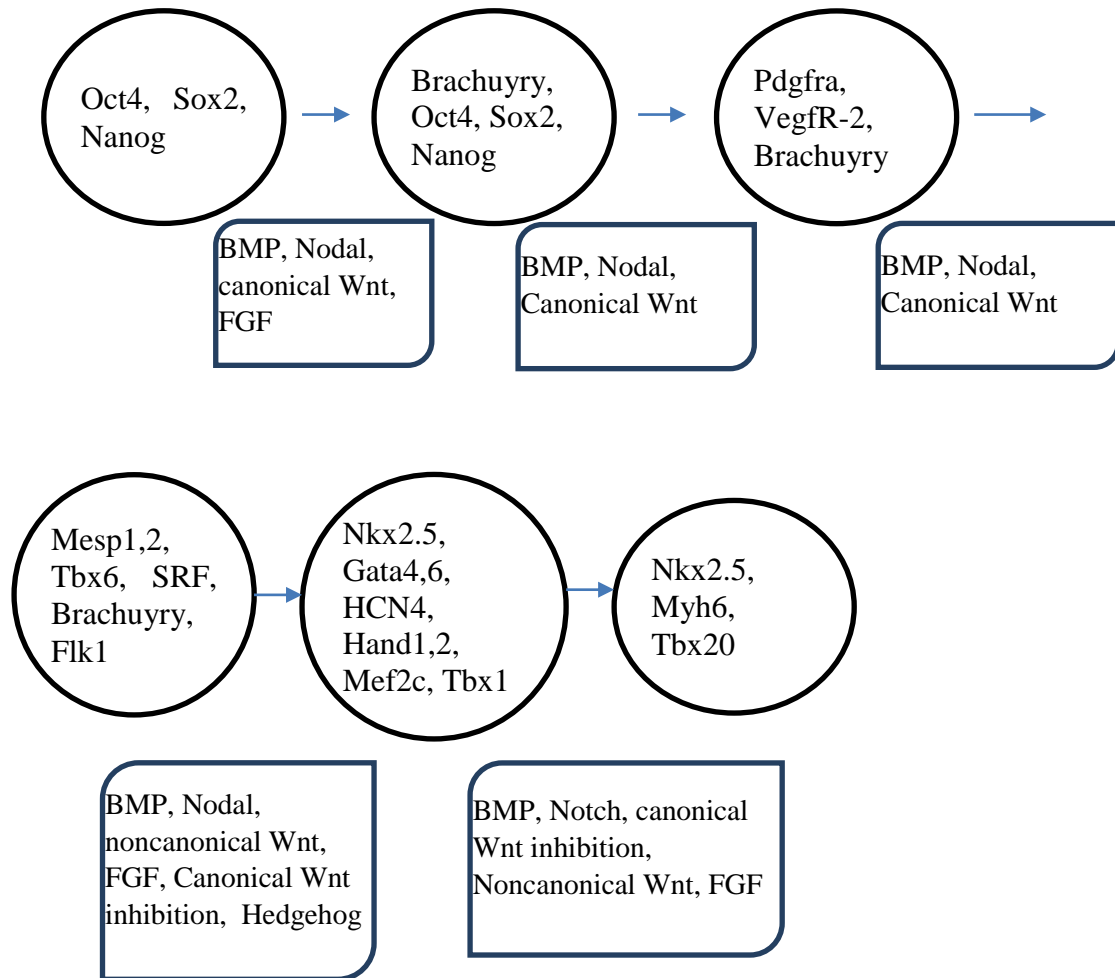 Oct4, Sox2,
Nanog
Brachuyry,
Oct4, Sox2,
Nanog
Pdgfra,
VegfR-2,
Brachuyry
BMP, Nodal,
canonical Wnt,
FGF
BMP, Nodal,
Canonical Wnt
BMP, Nodal,
Canonical Wnt
Mesp1,2,
Tbx6, SRF,
Brachuyry,
Flk1
Nkx2.5,
Gata4,6,
HCN4,
Hand1,2,
Mef2c, Tbx1
Nkx2.5,
Myh6,
Tbx20
BMP, Nodal,
noncanonical Wnt,
FGF, Canonical Wnt
inhibition, Hedgehog
BMP, Notch, canonical
Wnt inhibition,
Noncanonical Wnt, FGF